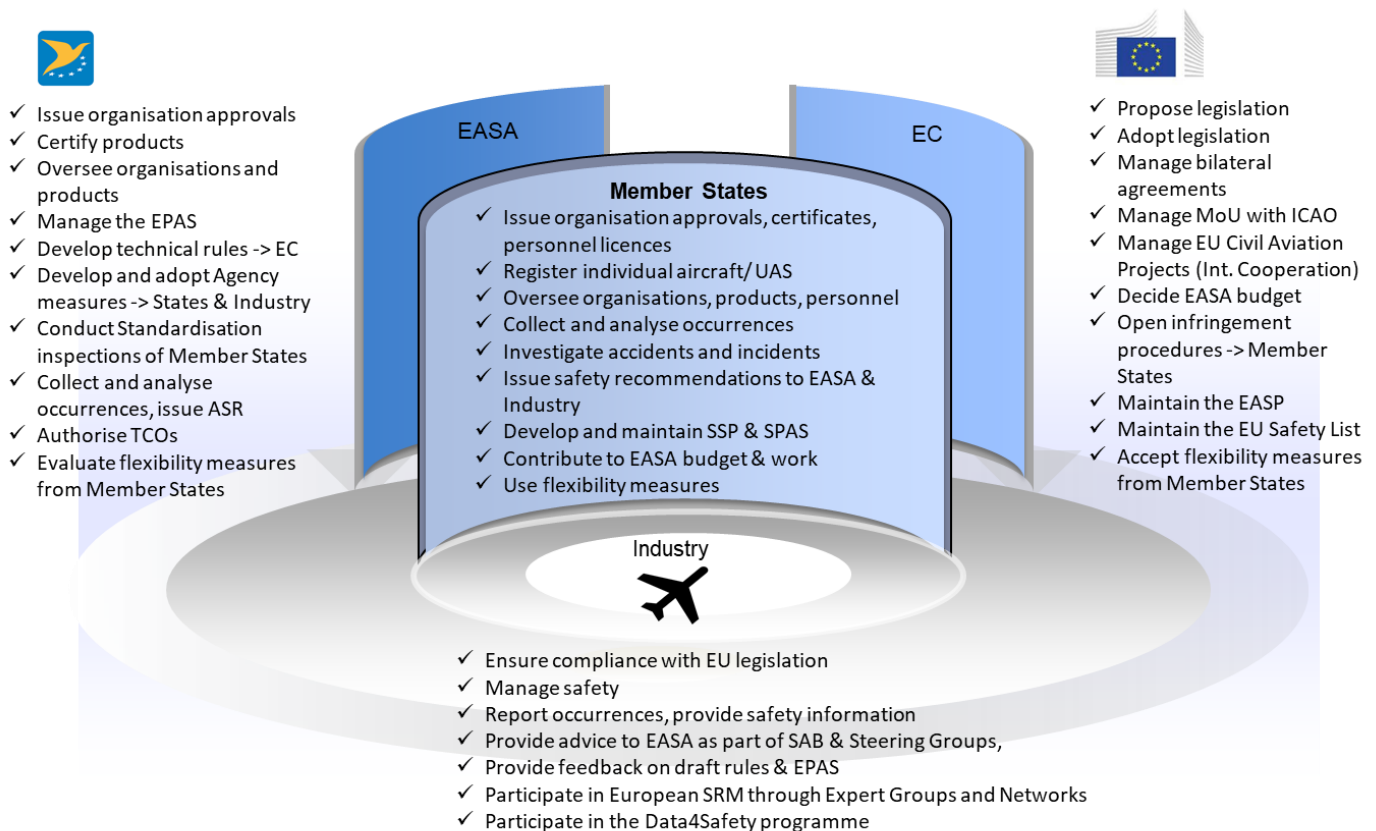 ✓ Issue organisation approvals
✓ Certify products
✓ Oversee organisations and
products
✓ Manage the EPAS
✓ Develop technical rules -> EC
✓ Develop and adopt Agency
measures -> States & Industry
✓ Conduct Standardisation
inspections of Member States
✓ Collect and analyse
occurrences, issue ASR
✓ Authorise TCOs
✓ Evaluate flexibility measures
from Member States
EASA
Member States
✓ Issue organisation approvals, certificates,
personnel licences
✓ Register individual aircraft/ UAS
✓ Oversee organisations, products, personnel
✓ Collect and analyse occurrences
✓ Investigate accidents and incidents
✓ Issue safety recommendations to EASA &
Industry
✓ Develop and maintain SSP & SPAS
✓ Contribute to EASA budget & work
✓ Use flexibility measures
EC
✓ Propose legislation
✓ Adopt legislation
✓ Manage bilateral
agreements
✓ Manage MoU with ICAO
✓ Manage EU Civil Aviation
Projects (Int. Cooperation)
✓ Decide EASA budget
✓ Open infringement
procedures -> Member
States
✓ Maintain the EASP
✓ Maintain the EU Safety List
✓ Accept flexibility measures
from Member States
Industry
✓ Ensure compliance with EU legislation
✓ Manage safety
✓ Report occurrences, provide safety information
✓ Provide advice to EASA as part of SAB & Steering Groups,
✓ Provide feedback on draft rules & EPAS
✓ Participate in European SRM through Expert Groups and Networks
✓ Participate in the Data4Safety programme